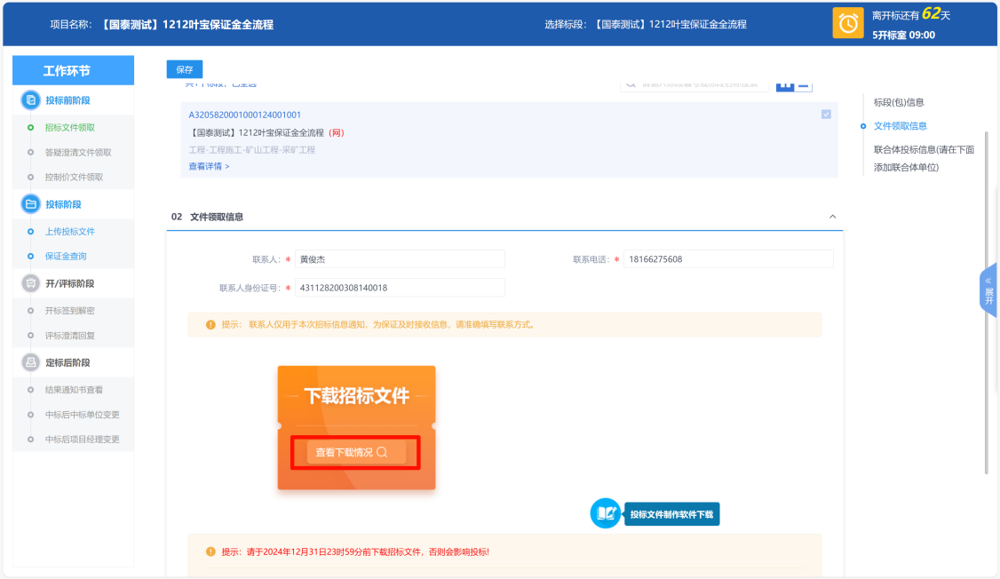 项目名称: 【国泰测试】1212叶宝保证金全流程
选择标段: 【国泰测试】1212叶宝保证金全流程
离开标还有 62天
5开标室 09:00
工作环节
投标前阶段
招标文件领取
答疑澄清文件领取
控制价文件领取
投标阶段
上传投标文件
保证金查询
开/评标阶段
开标签到解密
评标澄清回复
定标后阶段
结果通知书查看
中标后中标单位变更
中标后项目经理变更
保存
A3205820001000124001001
【国泰测试】1212叶宝保证金全流程 (网)
工程-工程施工-矿山工程-采矿工程
查看详情 >
02 文件领取信息
联系人: * 黄俊杰
联系电话: * 18166275608
联系人身份证号: * 431128200308140018
提示: 联系人仅用于本次招标信息通知，为保证及时接收信息，请准确填写联系方式。
下载招标文件
查看下载情况
投标文件制作软件下载
提示: 请于2024年12月31日23时59分前下载招标文件，否则会影响投标!
标段(包)信息
文件领取信息
联合体投标信息(请在下面
添加联合体单位)
«
展
开